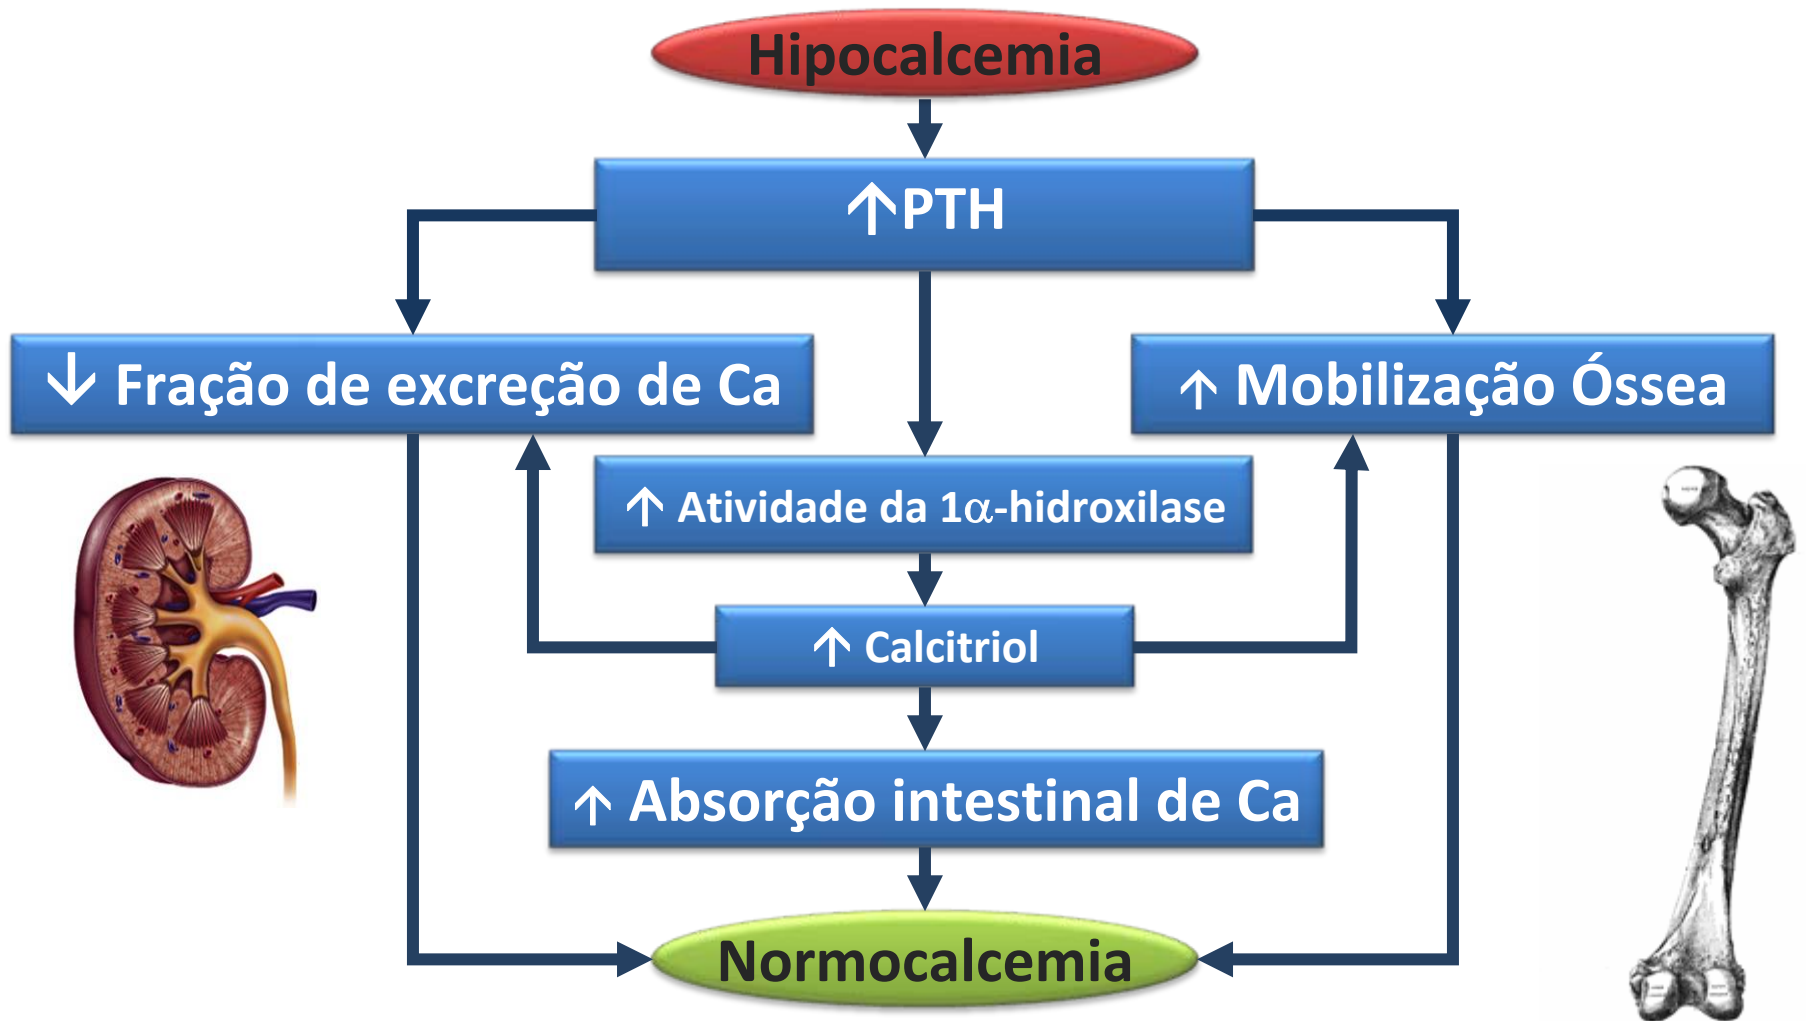 Hipocalcemia
↑PTH
↓ Fração de excreção de Ca
↑ Mobilização Óssea
↑ Atividade da 1α-hidroxilase
↑ Calcitriol
↑ Absorção intestinal de Ca
Normocalcemia